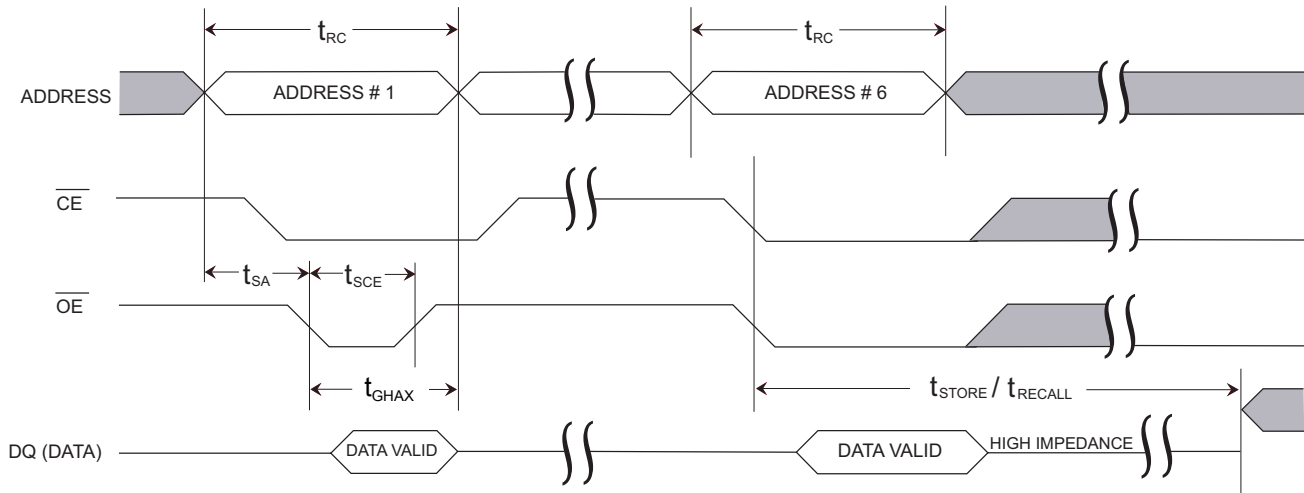 tRC
tRC
ADDRESS
ADDRESS # 1
ADDRESS # 6
CE
tSA
tSCE
OE
tGHAX
tSTORE / tRECALL
DQ (DATA)
DATA VALID
DATA VALID
HIGH IMPEDANCE